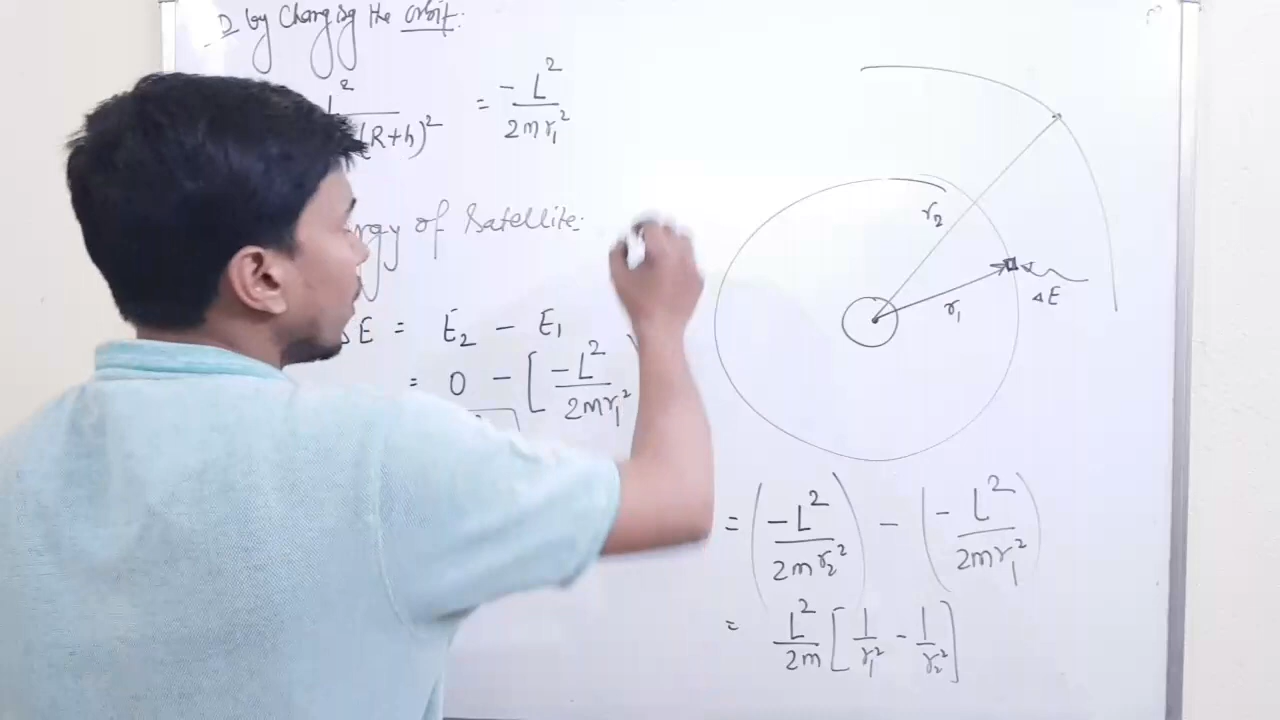 by Changing the orbit:
L²
(R+h)² = -L² / 2mr₁²
of Satellite:
E = E₂ - E₁
= 0 - [-L² / 2mr₁²
r₂
r₁
ΔE
= (-L² / 2mr₂²) - (-L² / 2mr₁²)
= L² / 2m [1/r₁² - 1/r₂²]